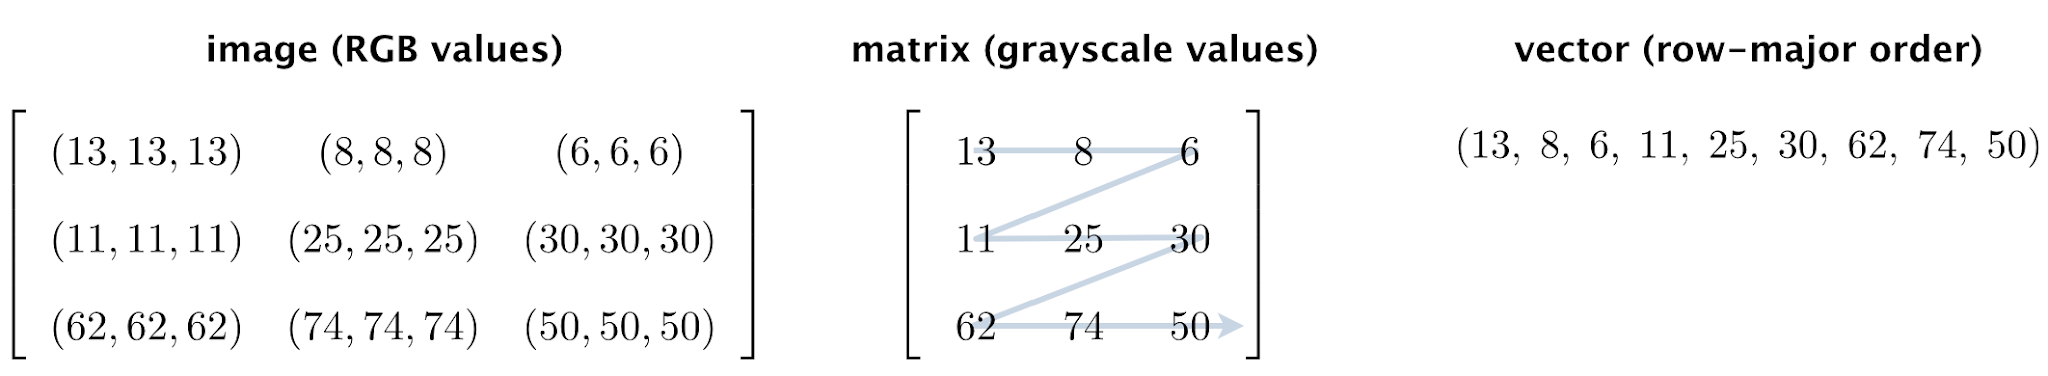 image (RGB values)
(13, 13, 13) (8, 8, 8) (6, 6, 6)
(11, 11, 11) (25, 25, 25) (30, 30, 30)
(62, 62, 62) (74, 74, 74) (50, 50, 50)
matrix (grayscale values)
13 8 6
11 25 30
62 74 50
vector (row-major order)
(13, 8, 6, 11, 25, 30, 62, 74, 50)